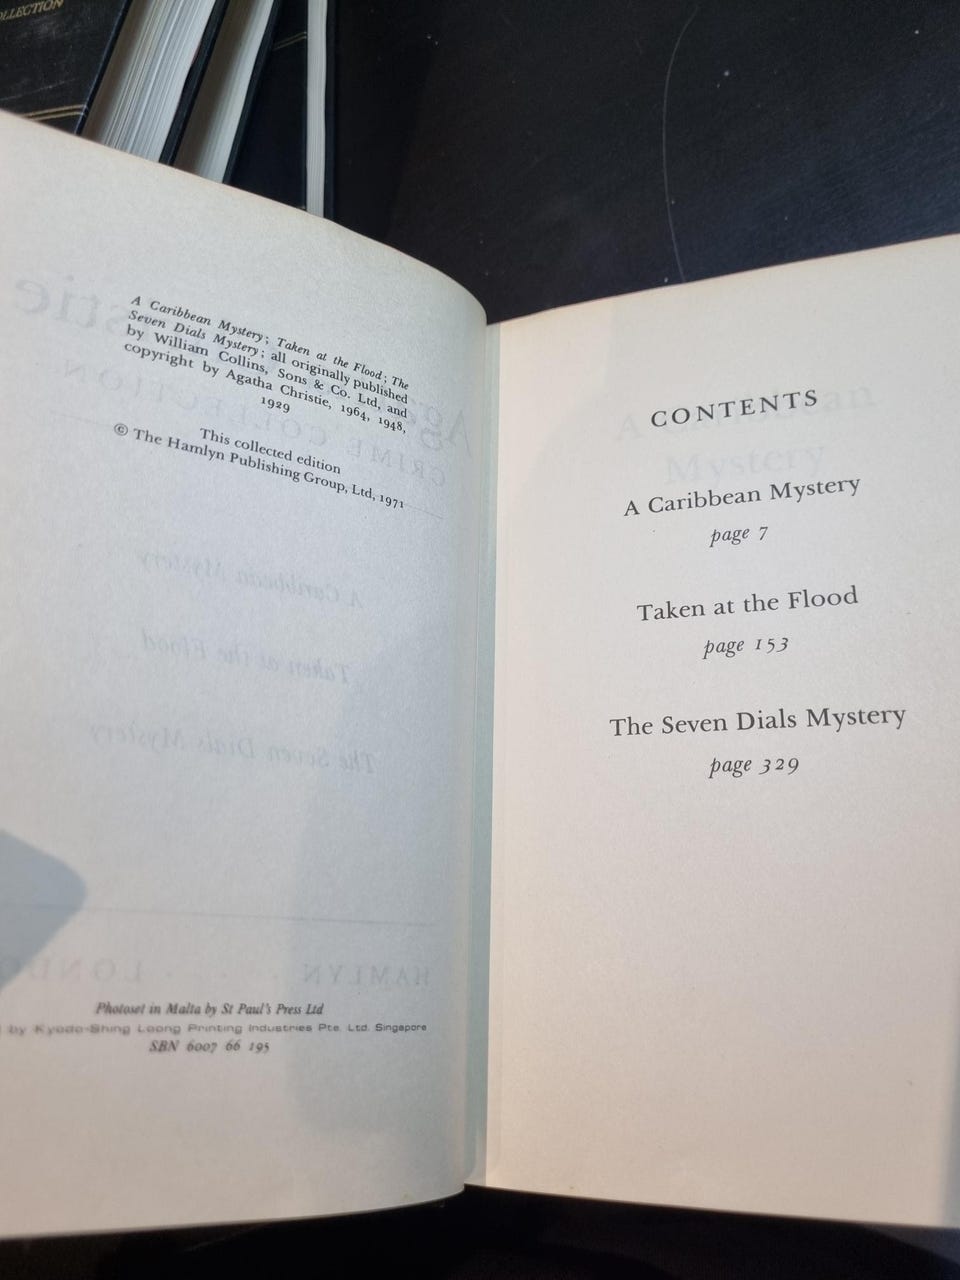 OLLECTION
A Caribbean Mystery; Taken at the Flood; The
Seven Dials Mystery; all originally published
by William Collins, Sons & Co. Ltd, and
copyright by Agatha Christie, 1964, 1948,
1929
This collected edition
© The Hamlyn Publishing Group, Ltd, 1971
Photoset in Malta by St Paul's Press Ltd
by Kyodo-Shing Loong Printing Industries Pte. Ltd. Singapore
SBN 6007 66 195
CONTENTS
A Caribbean Mystery
page 7
Taken at the Flood
page 153
The Seven Dials Mystery
page 329